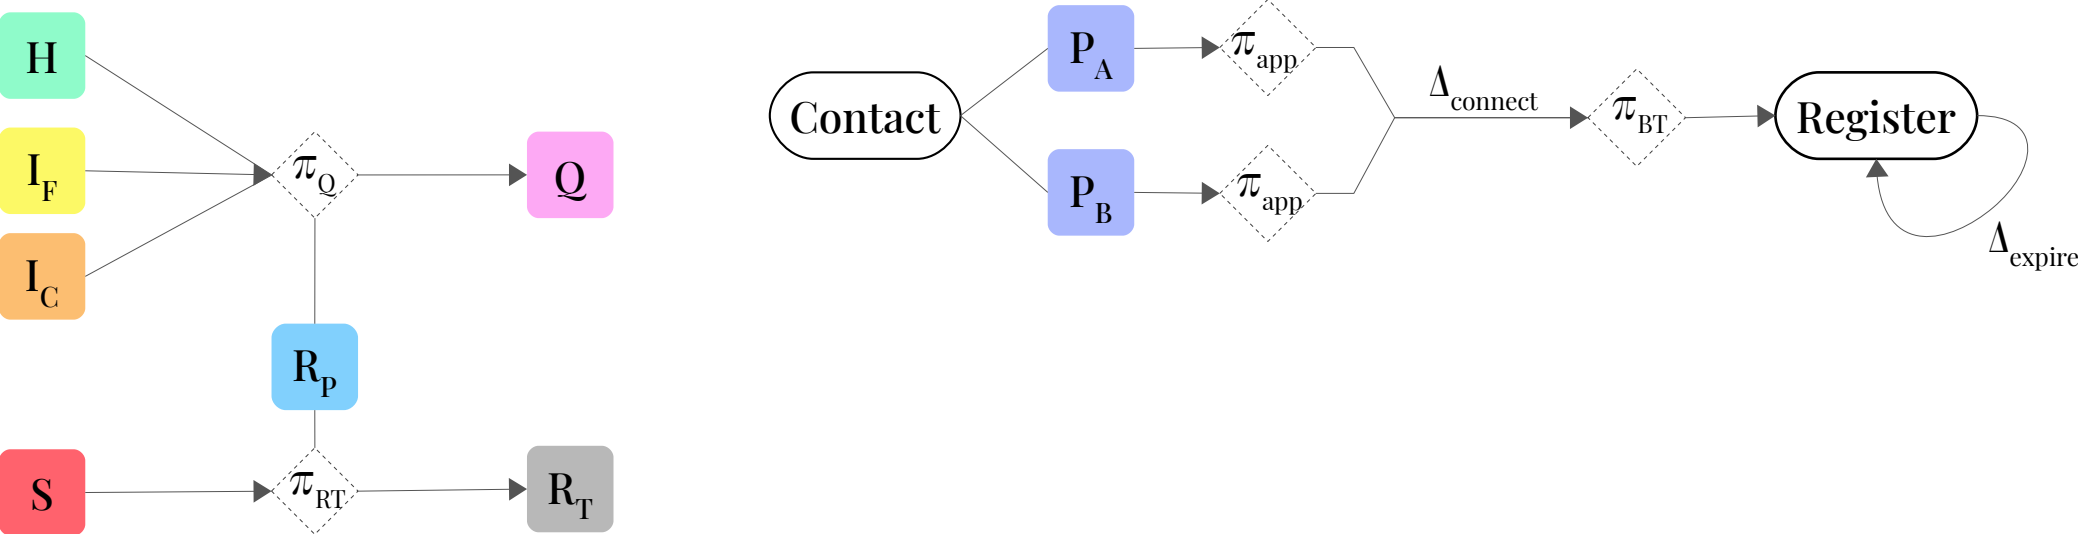 H
I_F
I_C
π_Q
Q
R_P
S
π_RT
R_T
Contact
P_A
π_app
P_B
π_app
Δ_connect
π_BT
Register
Δ_expire